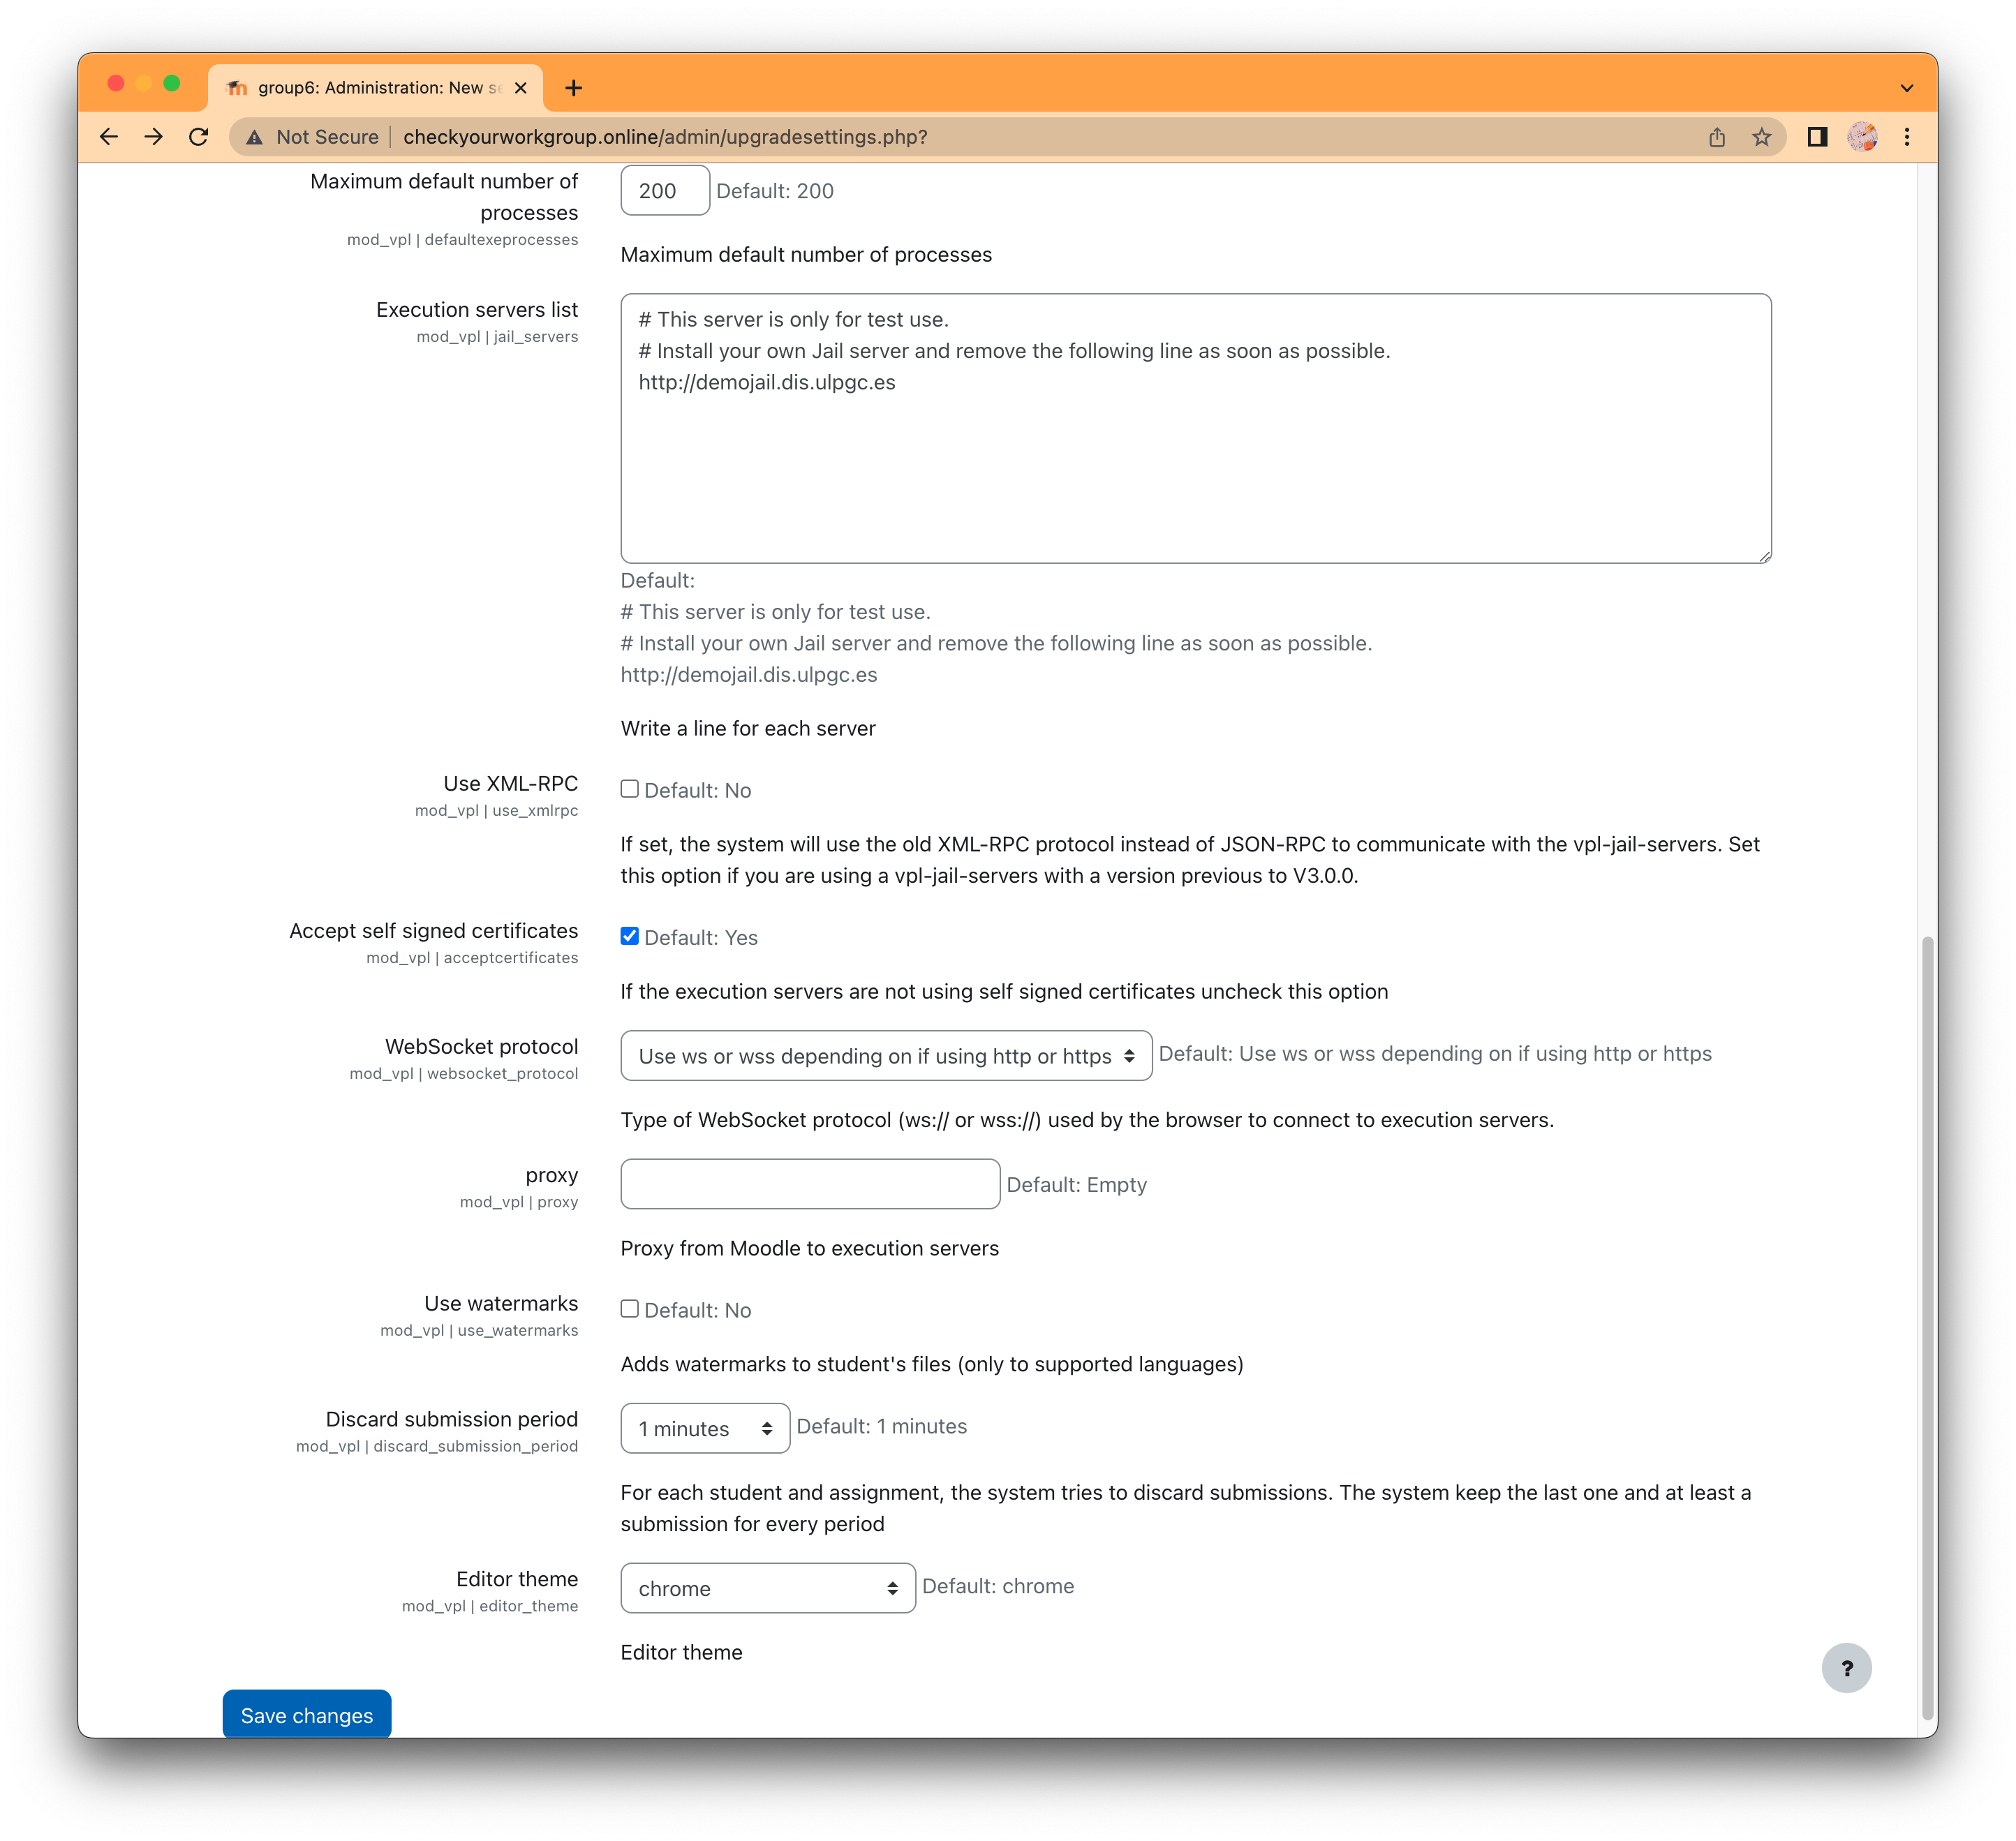 group6: Administration: New se
Not Secure
checkyourworkgroup.online/admin/upgradesettings.php?
Maximum default number of
processes
mod_vpl | defaultexeprocesses
200
Default: 200
Maximum default number of processes
Execution servers list
mod_vpl | jail_servers
# This server is only for test use.
# Install your own Jail server and remove the following line as soon as possible.
http://demojail.dis.ulpgc.es
Default:
# This server is only for test use.
# Install your own Jail server and remove the following line as soon as possible.
http://demojail.dis.ulpgc.es
Write a line for each server
Use XML-RPC
mod_vpl | use_xmlrpc
Default: No
If set, the system will use the old XML-RPC protocol instead of JSON-RPC to communicate with the vpl-jail-servers. Set
this option if you are using a vpl-jail-servers with a version previous to V3.0.0.
Accept self signed certificates
mod_vpl | acceptcertificates
Default: Yes
If the execution servers are not using self signed certificates uncheck this option
WebSocket protocol
mod_vpl | websocket_protocol
Use ws or wss depending on if using http or https
Default: Use ws or wss depending on if using http or https
Type of WebSocket protocol (ws:// or wss://) used by the browser to connect to execution servers.
proxy
mod_vpl | proxy
Default: Empty
Proxy from Moodle to execution servers
Use watermarks
mod_vpl | use_watermarks
Default: No
Adds watermarks to student's files (only to supported languages)
Discard submission period
mod_vpl | discard_submission_period
1 minutes
Default: 1 minutes
For each student and assignment, the system tries to discard submissions. The system keep the last one and at least a
submission for every period
Editor theme
mod_vpl | editor_theme
chrome
Default: chrome
Editor theme
?
Save changes